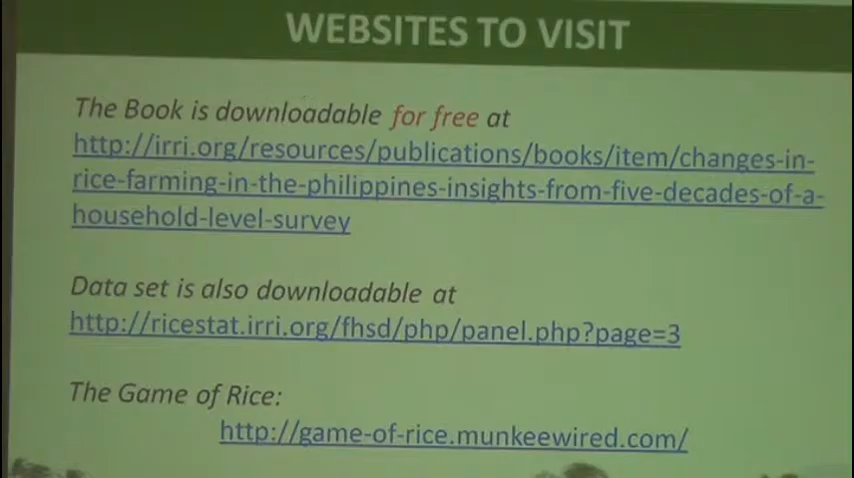 WEBSITES TO VISIT
The Book is downloadable for free at
http://irri.org/resources/publications/books/item/changes-in-
rice-farming-in-the-philippines-insights-from-five-decades-of-a-
household-level-survey
Data set is also downloadable at
http://ricestat.irri.org/fhsd/php/panel.php?page=3
The Game of Rice:
http://game-of-rice.munkeewired.com/